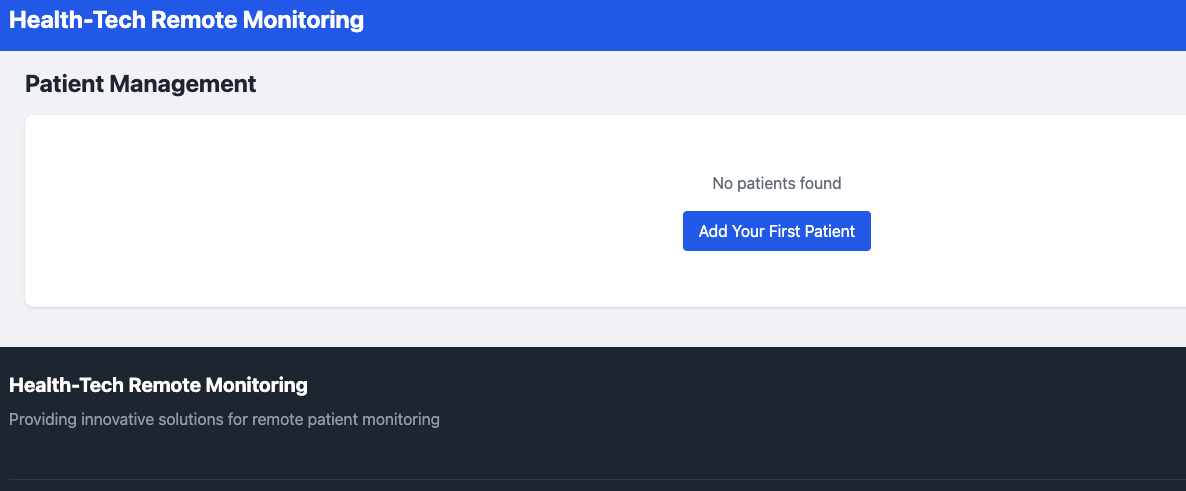 Health-Tech Remote Monitoring
Patient Management
No patients found
Add Your First Patient
Health-Tech Remote Monitoring
Providing innovative solutions for remote patient monitoring